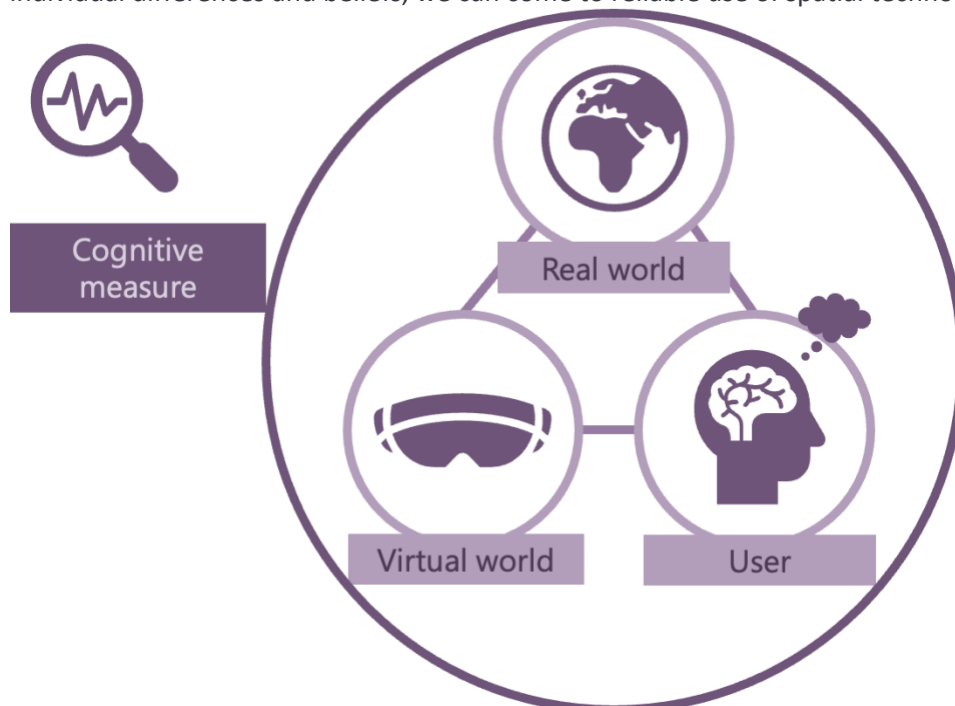 individual differences and beliefs, we can come to reliable use of spatial techno
Cognitive
measure
Real world
Virtual world
User